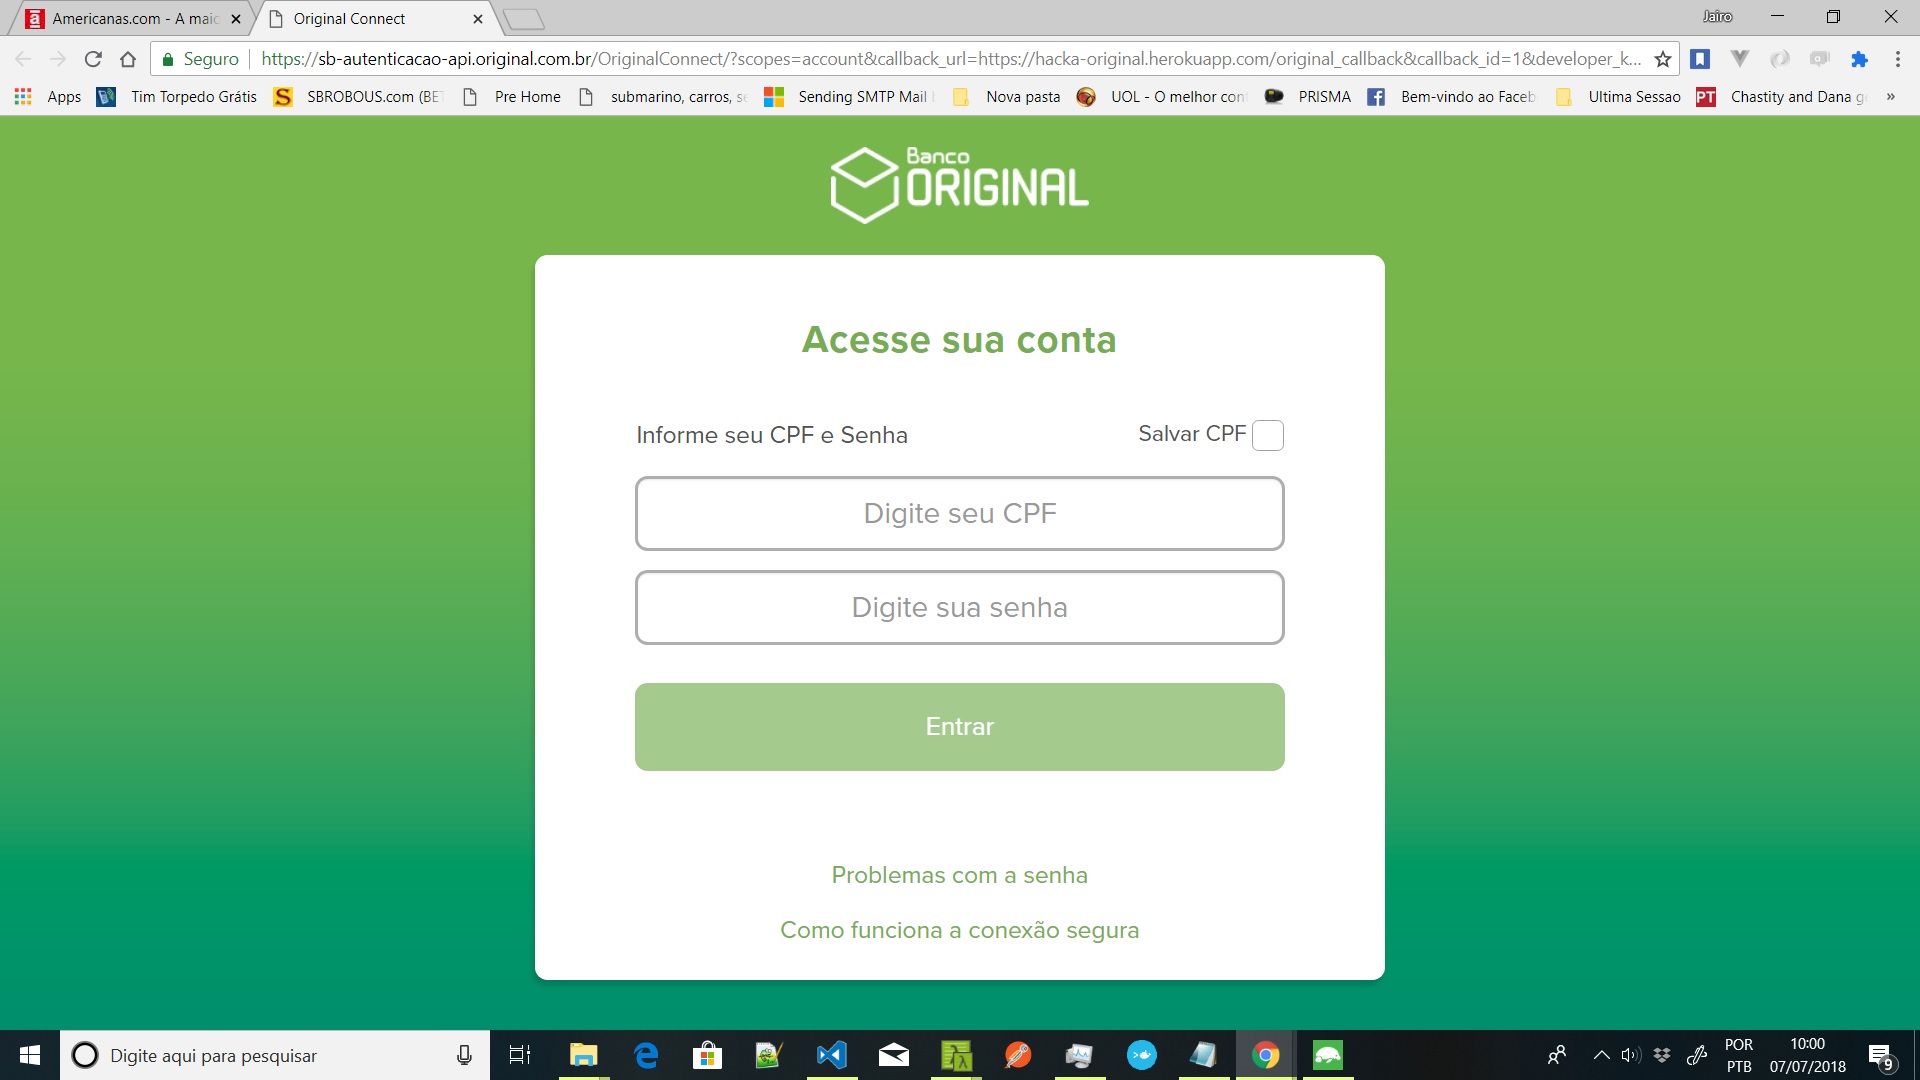 Americanas.com - A maio
Original Connect
Jairo
Seguro
https://sb-autenticacao-api.original.com.br/OriginalConnect/?scopes=account&callback_url=https://hacka-original.herokuapp.com/original_callback&callback_id=1&developer_k...
Apps
Tim Torpedo Grátis
SBROBOUS.com (BET
Pre Home
submarino, carros, se
Sending SMTP Mail
Nova pasta
UOL - O melhor con
PRISMA
Bem-vindo ao Faceb
Ultima Sessao
PT
Chastity and Dana g
»
Banco
ORIGINAL
Acesse sua conta
Informe seu CPF e Senha
Salvar CPF
Digite seu CPF
Digite sua senha
Entrar
Problemas com a senha
Como funciona a conexão segura
Digite aqui para pesquisar
POR
PTB
10:00
07/07/2018
9